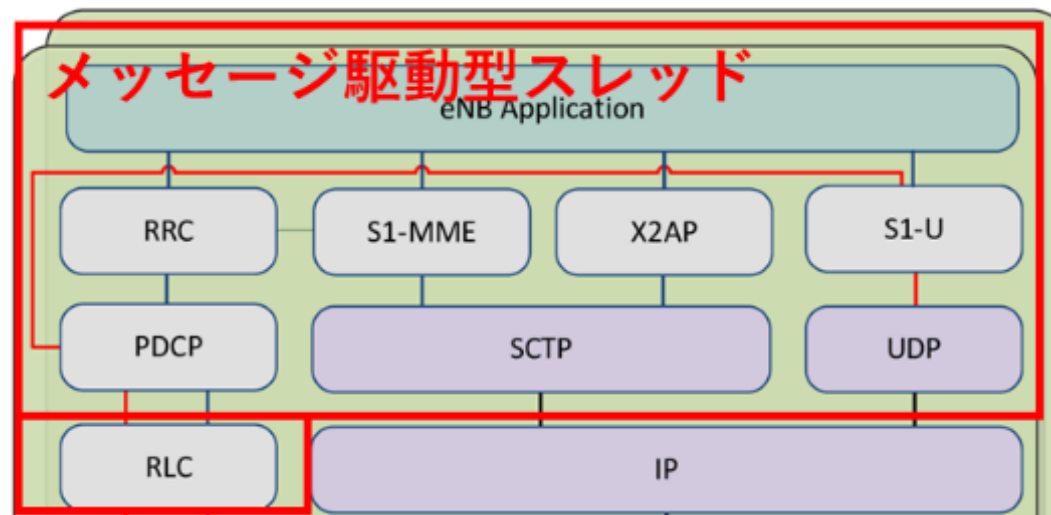 メッセージ駆動型スレッド
eNB Application
RRC
S1-MME
X2AP
S1-U
PDCP
SCTP
UDP
RLC
IP